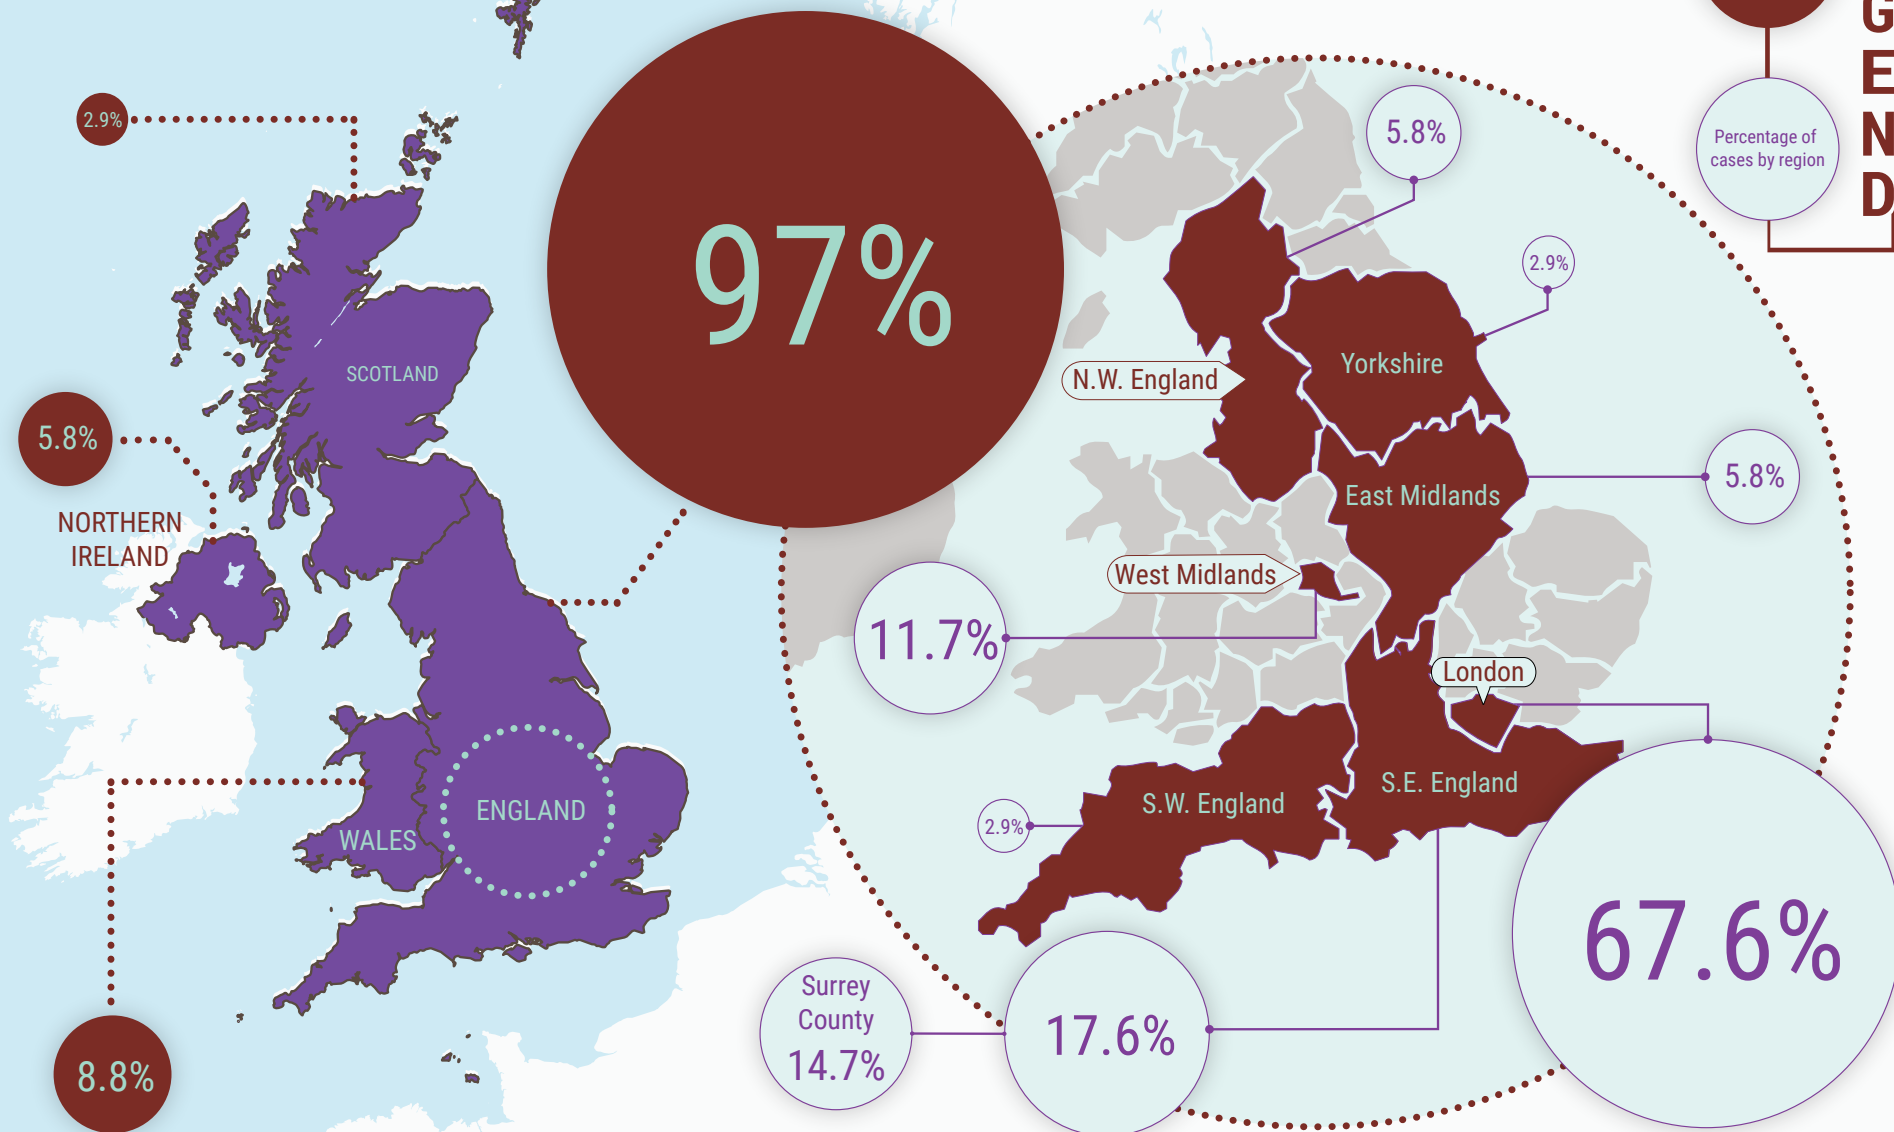 G
E
N
D
Percentage of
cases by region
2.9%
SCOTLAND
5.8%
NORTHERN
IRELAND
97%
ENGLAND
WALES
8.8%
5.8%
2.9%
N.W. England
Yorkshire
East Midlands
5.8%
West Midlands
11.7%
London
S.W. England
S.E. England
2.9%
67.6%
17.6%
Surrey
County
14.7%